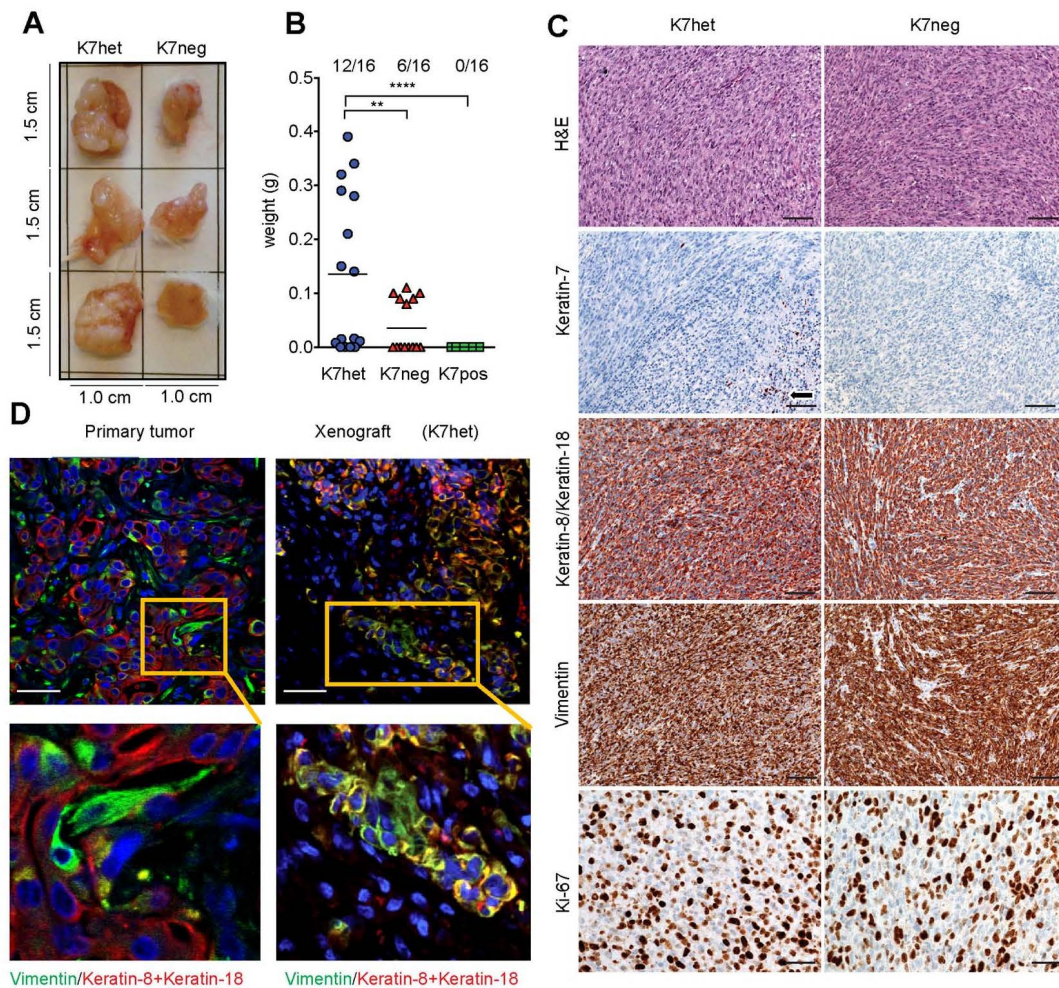 A
K7het K7neg
1.5 cm
1.5 cm
1.5 cm
1.0 cm 1.0 cm
B
12/16 6/16 0/16
****
**
weight (g)
0.5
0.4
0.3
0.2
0.1
0.0
K7het K7neg K7pos
C
K7het K7neg
H&E
Keratin-7
Keratin-8/Keratin-18
Vimentin
Ki-67
D
Primary tumor Xenograft (K7het)
Vimentin/Keratin-8+Keratin-18 Vimentin/Keratin-8+Keratin-18